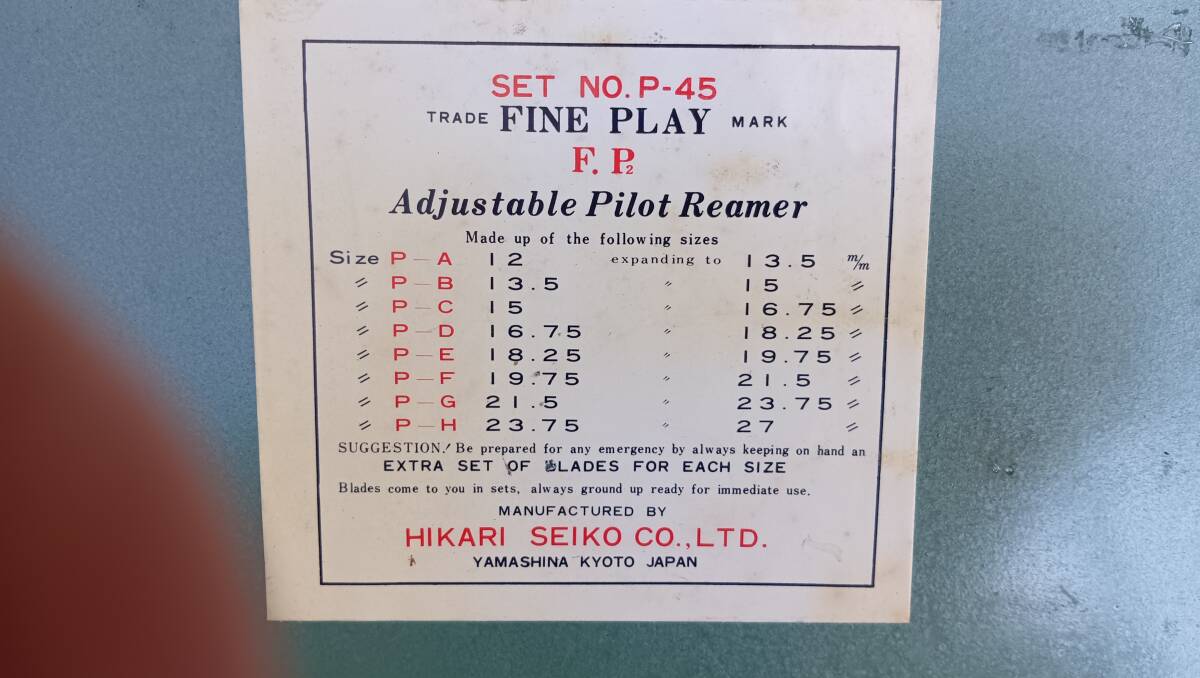 SET NO. P-45
TRADE FINE PLAY MARK
F. P2
Adjustable Pilot Reamer
Made up of the following sizes
Size P-A 12 expanding to 13.5 m/m
〃 P-B 13.5 〃 15 〃
〃 P-C 15 〃 16.75 〃
〃 P-D 16.75 〃 18.25 〃
〃 P-E 18.25 〃 19.75 〃
〃 P-F 19.75 〃 21.5 〃
〃 P-G 21.5 〃 23.75 〃
〃 P-H 23.75 〃 27 〃
SUGGESTION! Be prepared for any emergency by always keeping on hand an
EXTRA SET OF BLADES FOR EACH SIZE
Blades come to you in sets, always ground up ready for immediate use.
MANUFACTURED BY
HIKARI SEIKO CO., LTD.
YAMASHINA KYOTO JAPAN